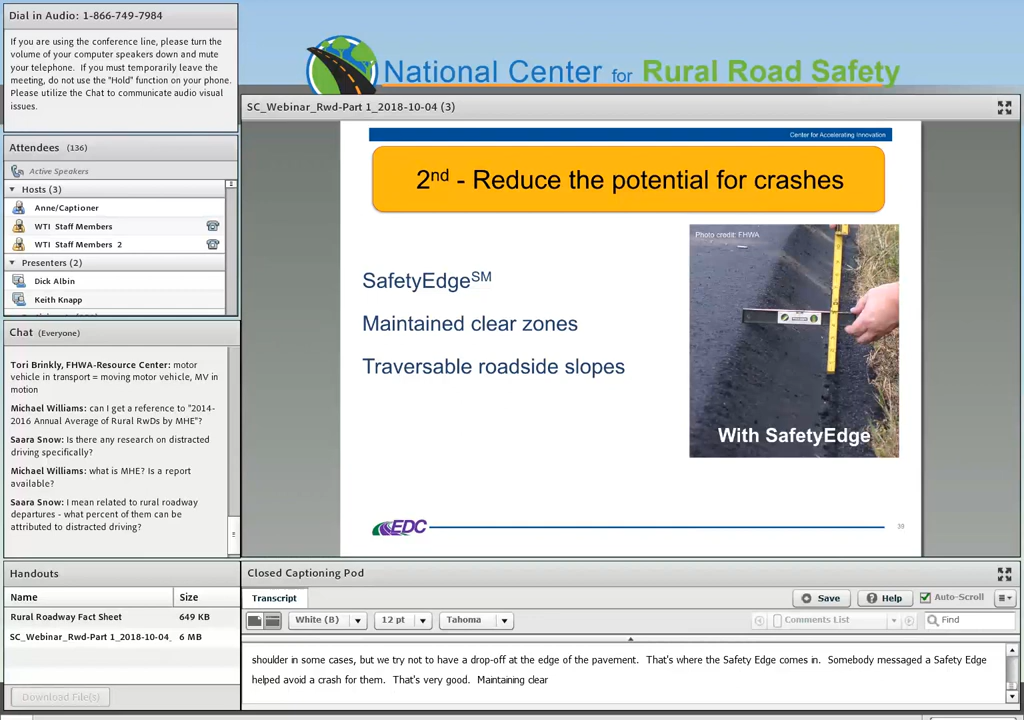 Dial in Audio: 1-866-749-7984
If you are using the conference line, please turn the
volume of your computer speakers down and mute
your telephone. If you must temporarily leave the
meeting, do not use the "Hold" function on your phone.
Please utilize the Chat to communicate audio visual
issues.
National Center for Rural Road Safety
SC_Webinar_Rwd-Part 1_2018-10-04 (3)
Attendees (136)
Active Speakers
Hosts (3)
Anne/Captioner
WTI Staff Members
WTI Staff Members 2
Presenters (2)
Dick Albin
Keith Knapp
Center for Accelerating Innovation
2nd - Reduce the potential for crashes
Photo credit: FHWA
SafetyEdgeSM
Maintained clear zones
Traversable roadside slopes
With SafetyEdge
EDC
39
Chat (Everyone)
Tori Brinkly, FHWA-Resource Center: motor
vehicle in transport = moving motor vehicle, MV in
motion
Michael Williams: can I get a reference to "2014-
2016 Annual Average of Rural RwDs by MHE"?
Saara Snow: Is there any research on distracted
driving specifically?
Michael Williams: what is MHE? Is a report
available?
Saara Snow: I mean related to rural roadway
departures - what percent of them can be
attributed to distracted driving?
Handouts
Name Size
Rural Roadway Fact Sheet 649 KB
SC_Webinar_Rwd-Part 1_2018-10-04_ 6 MB
Download File(s)
Closed Captioning Pod
Transcript
Save
Help
Auto-Scroll
White (B)
12 pt
Tahoma
Comments List
Find
shoulder in some cases, but we try not to have a drop-off at the edge of the pavement. That's where the Safety Edge comes in. Somebody messaged a Safety Edge
helped avoid a crash for them. That's very good. Maintaining clear